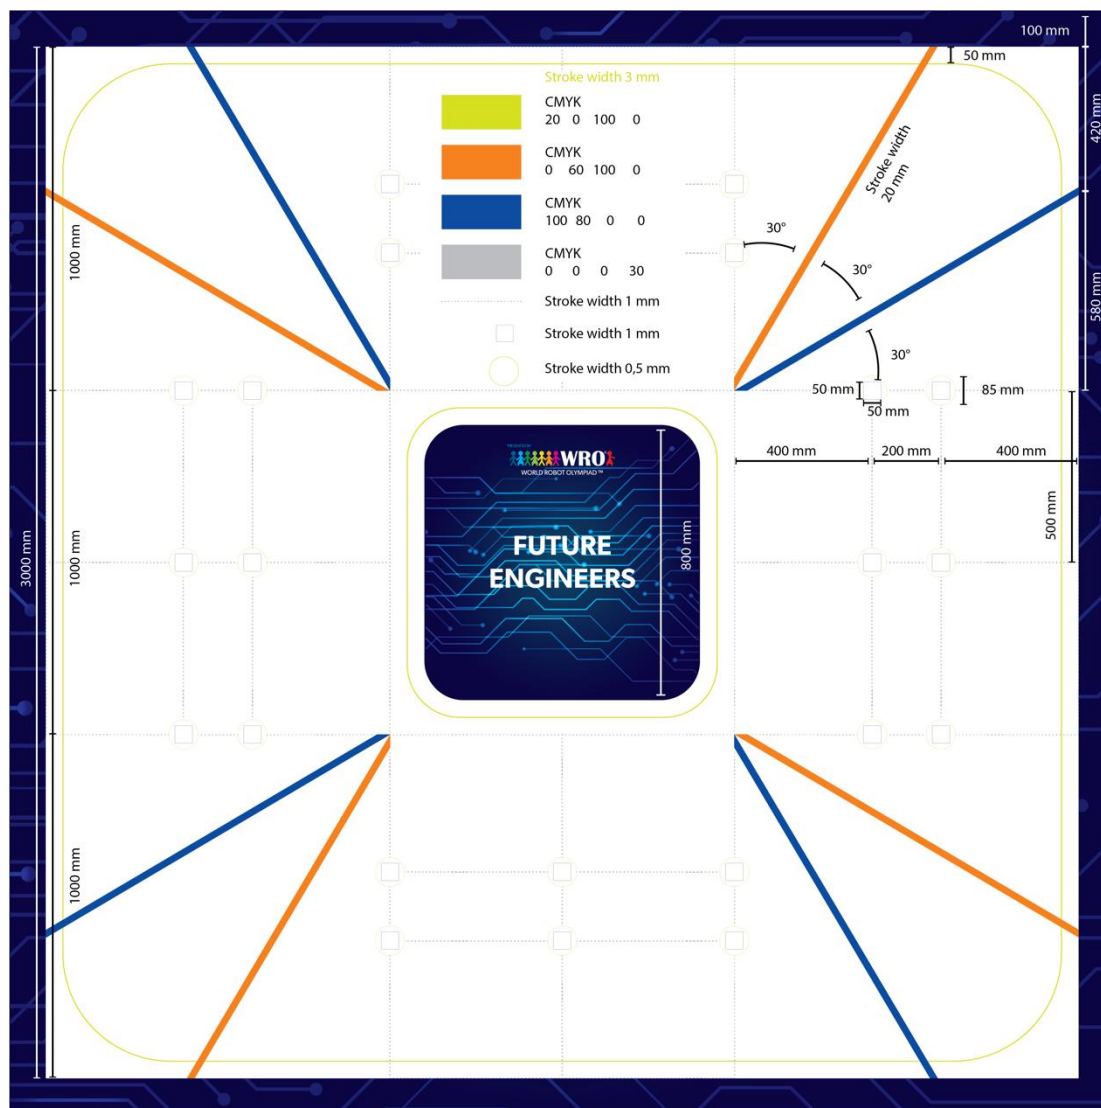 100 mm
50 mm
Stroke width 3 mm
CMYK
20 0 100 0
420 mm
CMYK
0 60 100 0
Stroke width
20 mm
CMYK
100 80 0 0
30°
1000 mm
CMYK
0 0 0 30
30°
Stroke width 1 mm
580 mm
Stroke width 1 mm
30°
Stroke width 0,5 mm
50 mm
85 mm
50 mm
PRESENTED BY
WRO
WORLD ROBOT OLYMPIAD™
400 mm
200 mm
400 mm
500 mm
3000 mm
1000 mm
FUTURE
ENGINEERS
800 mm
1000 mm